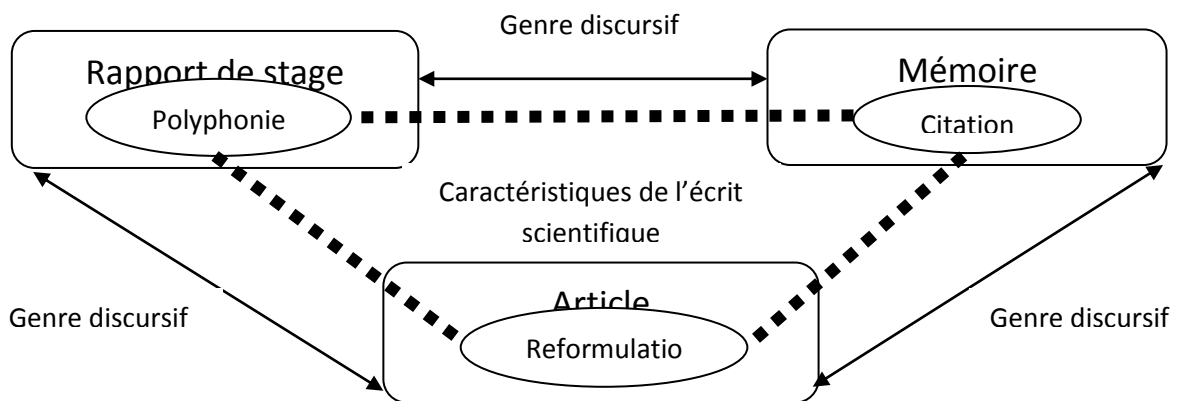 Genre discursif
Rapport de stage
Mémoire
Polyphonie
Citation
Caractéristiques de l'écrit
scientifique
Article
Genre discursif
Genre discursif
Reformulatio